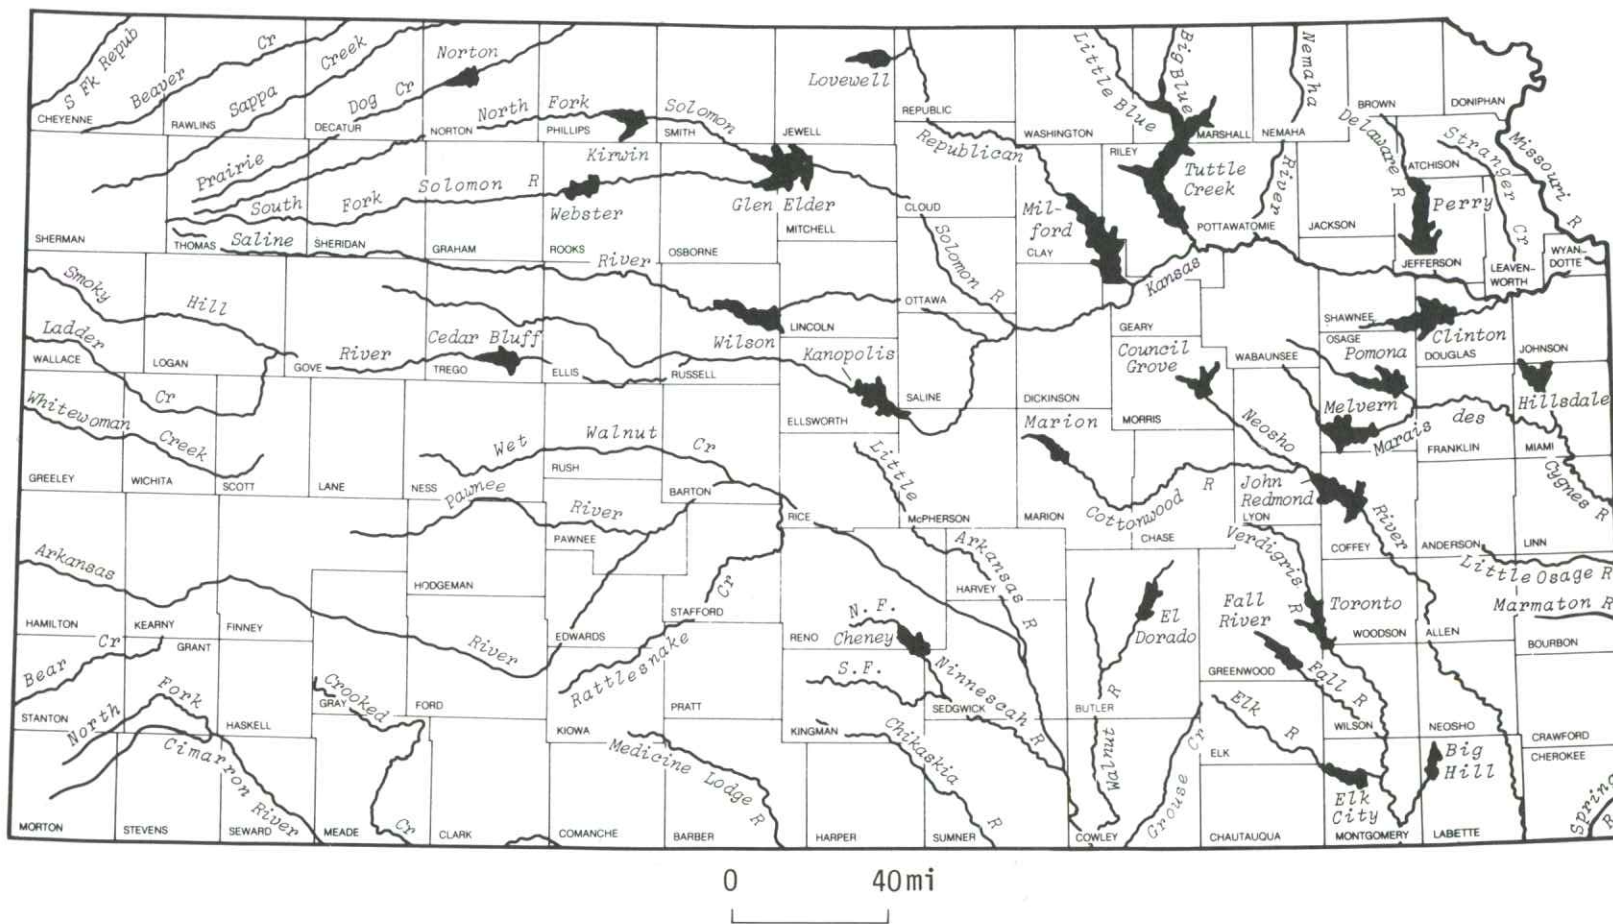 S Fk Repub
Beaver Cr
Sappa Creek
Norton
Prairie Dog Cr
North Fork Solomon
Lovewell
Republican
Little Blue
Big Blue
Nemaha River
Delaware R
Stranger Cr
Missouri R
CHEYENNE
RAWLINS
DECATUR
NORTON
PHILLIPS
SMITH
JEWELL
REPUBLIC
WASHINGTON
MARSHALL
NEMAHA
BROWN
DONIPHAN
Kirwin
South Fork Solomon R
Webster
Glen Elder
Solomon R
Mil-
ford
Tuttle
Creek
Perry
RILEY
ATCHISON
SHERMAN
THOMAS
SHERIDAN
GRAHAM
ROOKS
OSBORNE
MITCHELL
CLOUD
CLAY
POTTAWATOMIE
JACKSON
JEFFERSON
LEAVEN-
WORTH
WYAN-
DOTTE
Saline River
Kansas
Smoky Hill River
Ladder Cr
Cedar Bluff
Wilson
Kanopolis
Council
Grove
Pomona
Clinton
Melvern
Hillsdale
WALLACE
LOGAN
GOVE
TREGO
ELLIS
RUSSELL
LINCOLN
OTTAWA
SALINE
DICKINSON
GEARY
WABAUNSEE
SHAWNEE
OSAGE
DOUGLAS
JOHNSON
Whitewoman Creek
Wet Walnut Cr
Pawnee River
Little Arkansas R
Marion
Cottonwood R
Neosho River
John
Redmond
Marais des Cygnes R
ELLSWORTH
MORRIS
FRANKLIN
MIAMI
GREELEY
WICHITA
SCOTT
LANE
NESS
RUSH
BARTON
RICE
McPHERSON
MARION
CHASE
LYON
COFFEY
ANDERSON
LINN
PAWNEE
HODGEMAN
STAFFORD
HARVEY
Arkansas River
Rattlesnake Cr
N. F.
Cheney
S.F.
Ninnescah R
El
Dorado
Verdigris R
Fall
River
Toronto
Little Osage R
Marmaton R
HAMILTON
KEARNY
FINNEY
EDWARDS
RENO
WOODSON
ALLEN
BOURBON
GRANT
GRAY
FORD
GREENWOOD
Bear Cr
North Fork
Cimarron River
Crooked Cr
Medicine Lodge R
Chikaskia R
Walnut R
Grouse Cr
Elk R
Fall R
Elk
City
Big
Hill
Spring R
STANTON
HASKELL
KIOWA
PRATT
KINGMAN
SEDGWICK
BUTLER
ELK
WILSON
NEOSHO
CRAWFORD
CHEROKEE
MORTON
STEVENS
SEWARD
MEADE
CLARK
COMANCHE
BARBER
HARPER
SUMNER
COWLEY
CHAUTAUQUA
MONTGOMERY
LABETTE
0 40mi